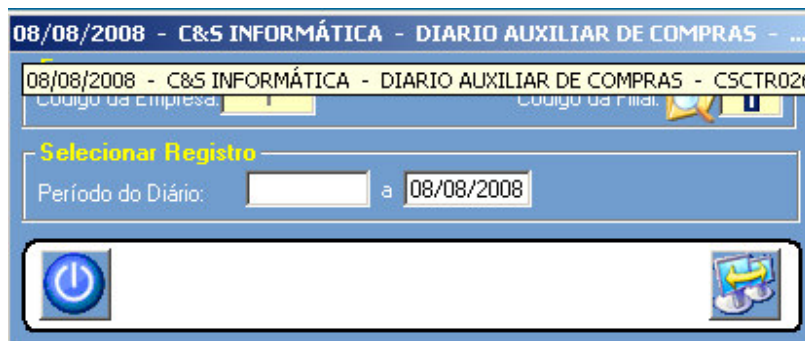 08/08/2008 - C&S INFORMÁTICA - DIARIO AUXILIAR DE COMPRAS - ...
08/08/2008 - C&S INFORMÁTICA - DIARIO AUXILIAR DE COMPRAS - CSCTR02
Código da Empresa: 1 Código da Filial:
Selecionar Registro
Período do Diário: a 08/08/2008